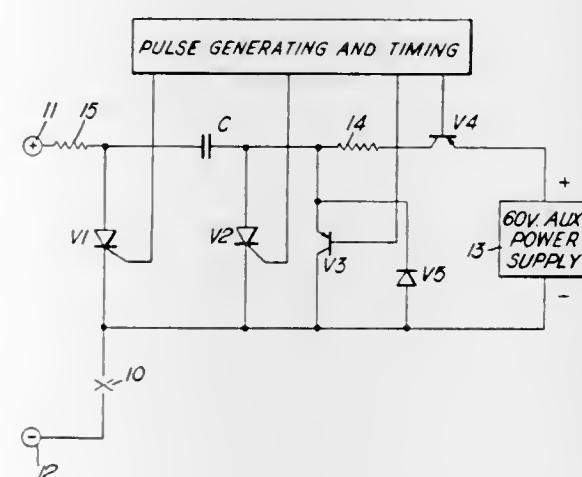 PULSE GENERATING AND TIMING
11
15
C
14
V4
+
V1
V2
V3
V5
13
60V. AUX
POWER
SUPPLY
-
10
12